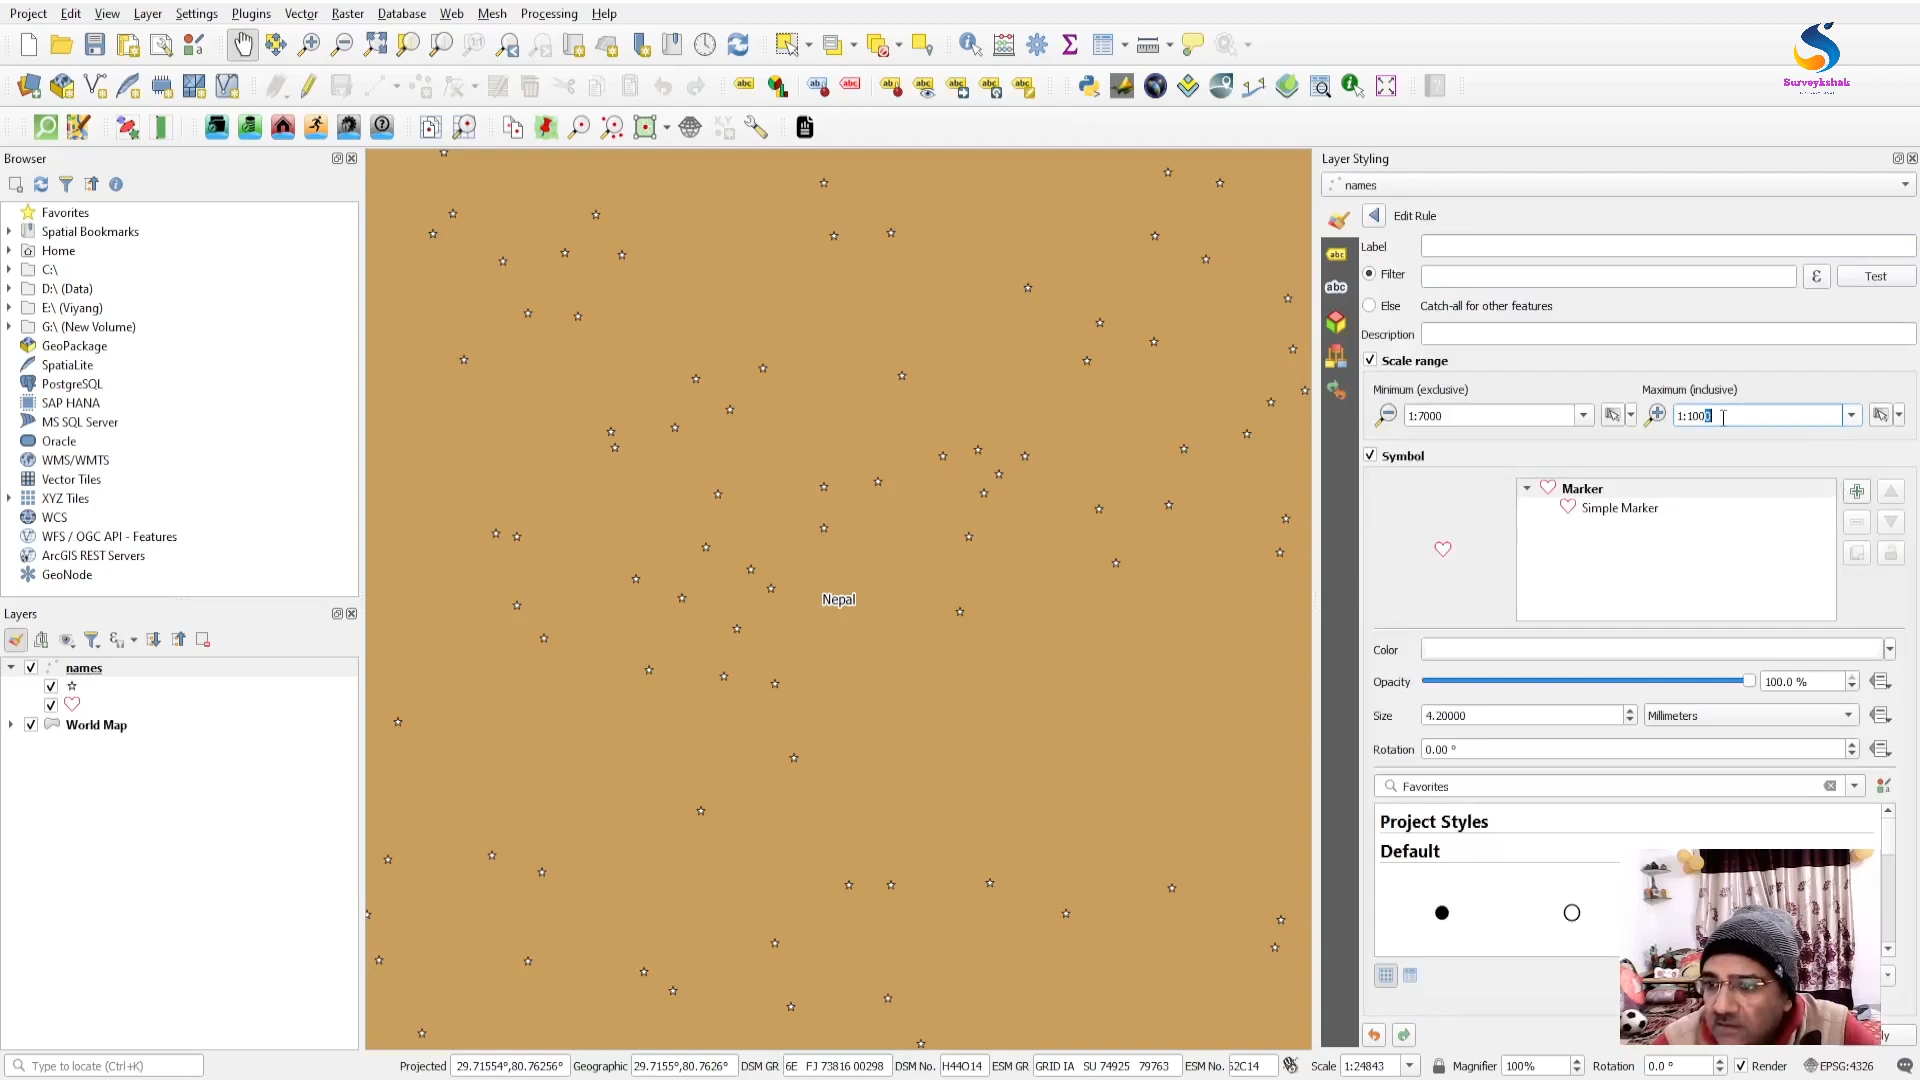 Project Edit View Layer Settings Plugins Vector Raster Database Web Mesh Processing Help
Surveykshak
Browser
Favorites
Spatial Bookmarks
Home
C:\
D:\ (Data)
E:\ (Viyang)
G:\ (New Volume)
GeoPackage
SpatiaLite
PostgreSQL
SAP HANA
MS SQL Server
Oracle
WMS/WMTS
Vector Tiles
XYZ Tiles
WCS
WFS / OGC API - Features
ArcGIS REST Servers
GeoNode
Layers
names
World Map
Nepal
Layer Styling
names
Edit Rule
Label
Filter
Test
Else Catch-all for other features
Description
Scale range
Minimum (exclusive) Maximum (inclusive)
1:7000 1:1000
Symbol
Marker
Simple Marker
Color
Opacity 100.0 %
Size 4.20000 Millimeters
Rotation 0.00 °
Favorites
Project Styles
Default
Type to locate (Ctrl+K) Projected 29.71554°,80.76256° Geographic 29.7155°,80.7626° DSM GR 6E FJ 73816 00298 DSM No. H44O14 ESM GR GRID IA SU 74925 79763 ESM No. 62C14 Scale 1:24843 Magnifier 100% Rotation 0.0 ° Render EPSG:4326